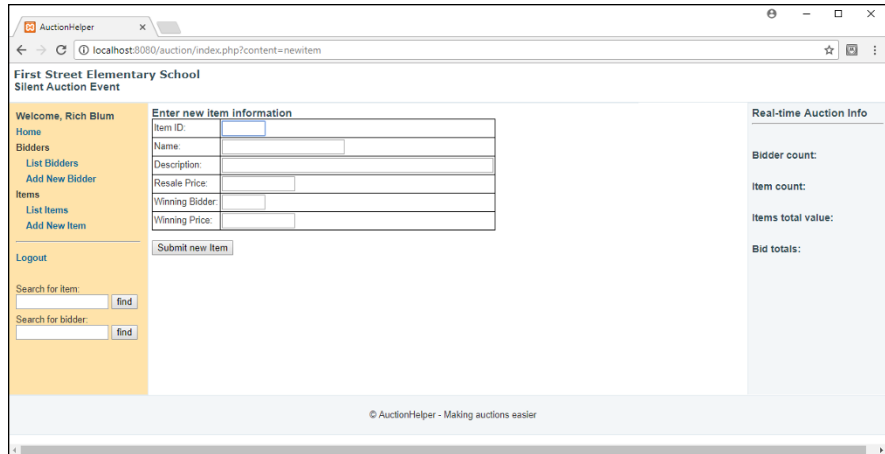 AuctionHelper
localhost:8080/auction/index.php?content=newitem
First Street Elementary School
Silent Auction Event
Welcome, Rich Blum
Home
Bidders
List Bidders
Add New Bidder
Items
List Items
Add New Item
Logout
Search for item:
find
Search for bidder:
find
Enter new item information
Item ID:
Name:
Description:
Resale Price:
Winning Bidder:
Winning Price:
Submit new Item
Real-time Auction Info
Bidder count:
Item count:
Items total value:
Bid totals:
© AuctionHelper - Making auctions easier